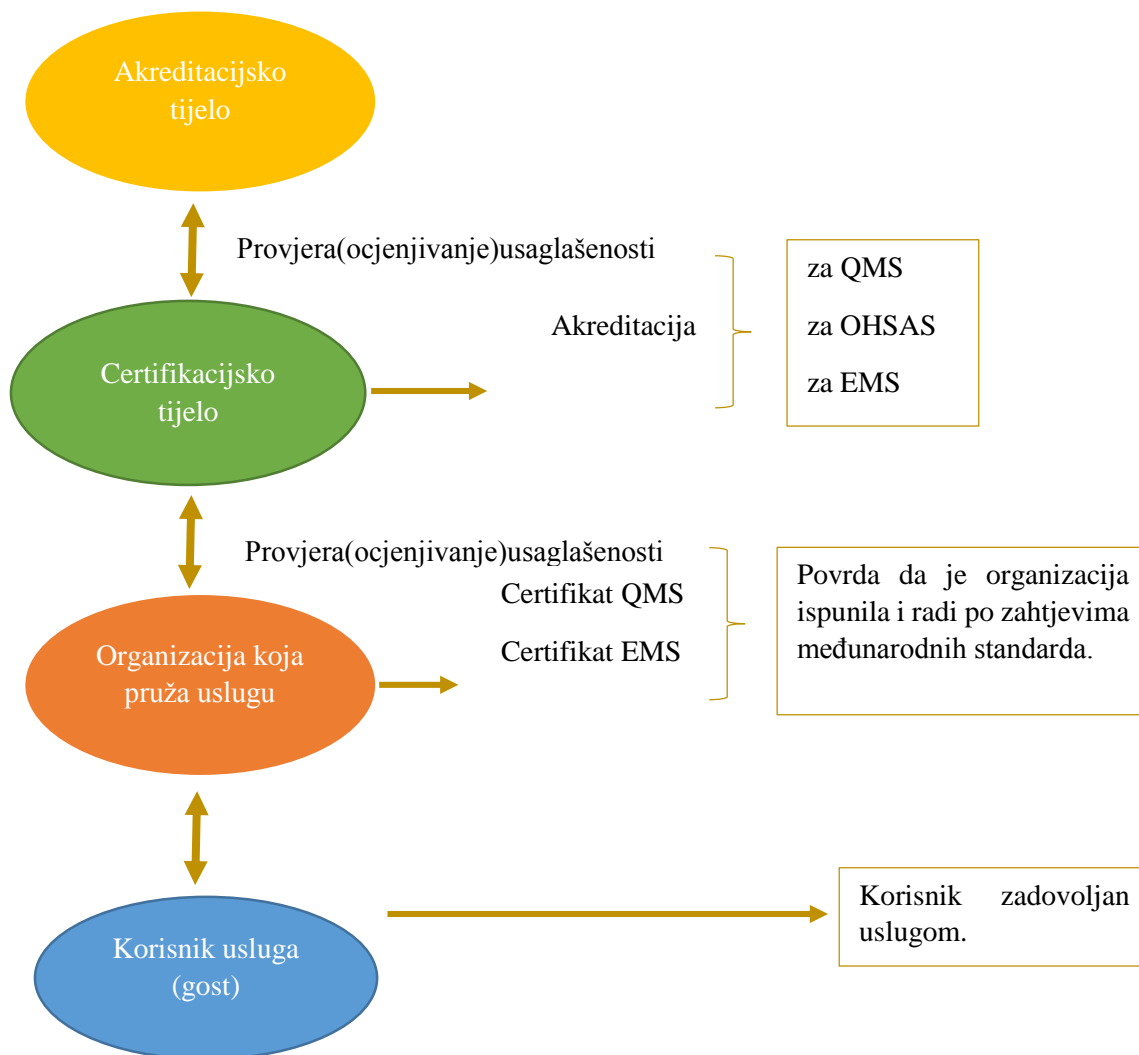 Akreditacijsko
tijelo
Provjera(ocjenjivanje)usaglašenosti
Akreditacija
za QMS
za OHSAS
za EMS
Certifikacijsko
tijelo
Provjera(ocjenjivanje)usaglašenosti
Certifikat QMS
Certifikat EMS
Povrda da je organizacija
ispunila i radi po zahtjevima
međunarodnih standarda.
Organizacija koja
pruža uslugu
Korisnik zadovoljan
uslugom.
Korisnik usluga
(gost)